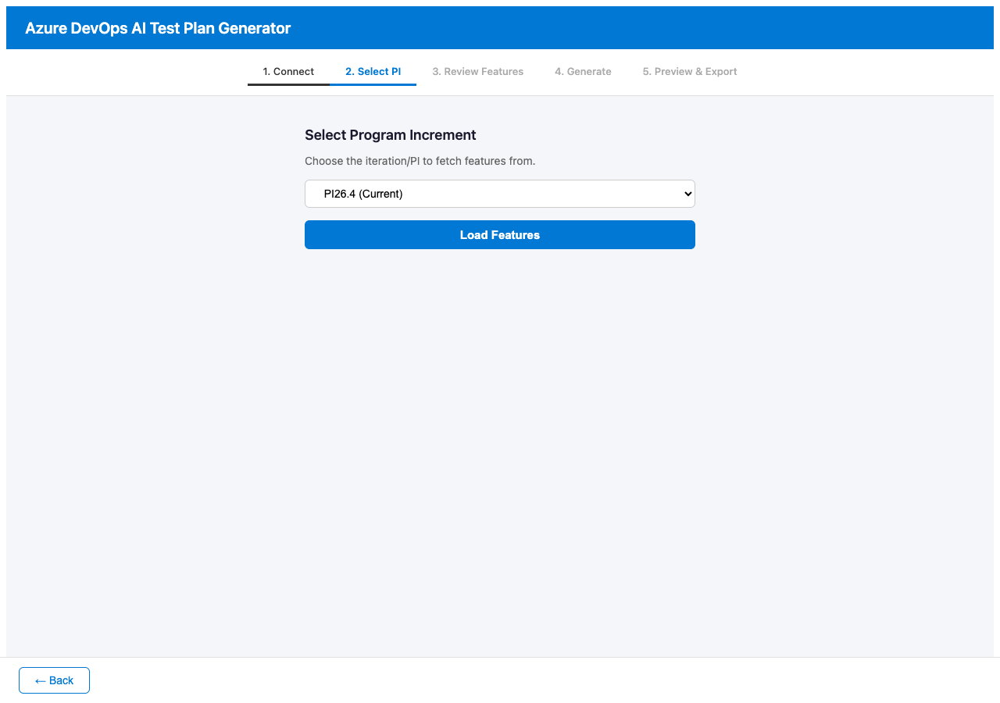 Azure DevOps AI Test Plan Generator
1. Connect 2. Select PI 3. Review Features 4. Generate 5. Preview & Export
Select Program Increment
Choose the iteration/PI to fetch features from.
PI26.4 (Current)
Load Features
← Back